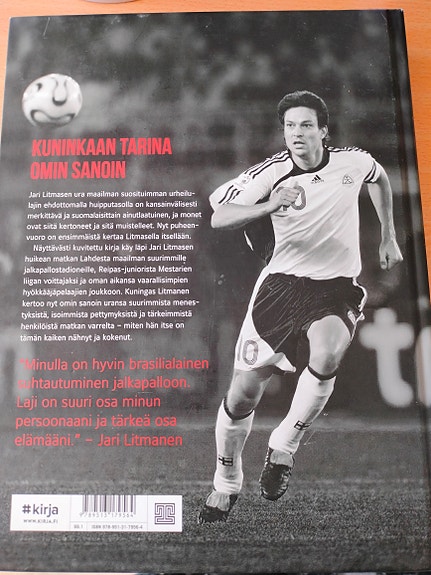 KUNINKAAN TARINA
OMIN SANOIN
Jari Litmasen ura maailman suosituimman urheilu-
lajin ehdottomalla huipputasolla on kansainvälisesti
merkittävä ja suomalaisittain ainutlaatuinen, ja monet
ovat siitä kertoneet ja sitä muistelleet. Nyt puheen-
vuoro on ensimmäistä kertaa Litmasella itsellään.
Näyttävästi kuvitettu kirja käy läpi Jari Litmasen
huikean matkan Lahdesta maailman suurimmille
jalkapallostadioneille, Reipas-juniorista Mestarien
liigan voittajaksi ja oman aikansa vaarallisimpien
hyökkääjäpelaajien joukkoon. Kuningas Litmanen
kertoo nyt omin sanoin uransa suurimmista menes-
tyksistä, isoimmista pettymyksistä ja tärkeimmistä
henkilöistä matkan varrelta – miten hän itse on
tämän kaiken nähnyt ja kokenut.
"Minulla on hyvin brasilialainen
suhtautuminen jalkapalloon.
Laji on suuri osa minun
persoonaani ja tärkeä osa
elämääni." – Jari Litmanen
10
adidas
10
#kirja
WWW.KIRJA.FI
9789513179564